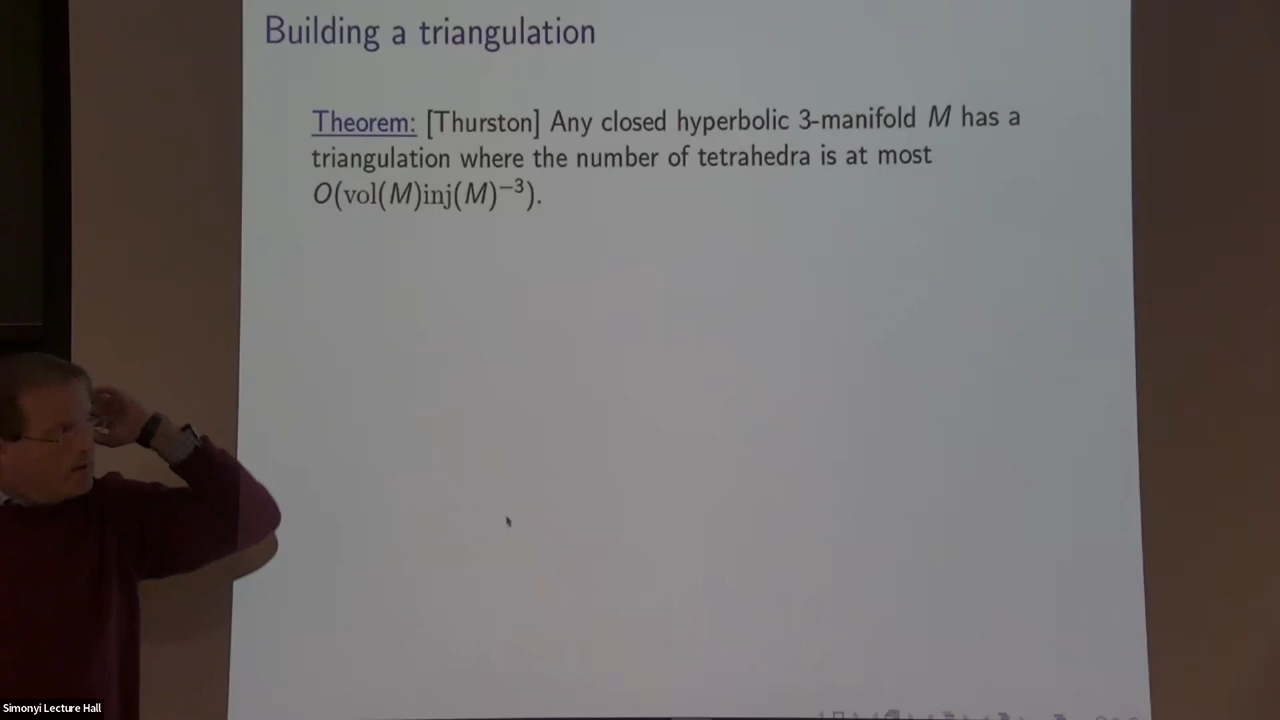 Building a triangulation
Theorem: [Thurston] Any closed hyperbolic 3-manifold M has a
triangulation where the number of tetrahedra is at most
O(vol(M)inj(M)⁻³).
Simonyi Lecture Hall